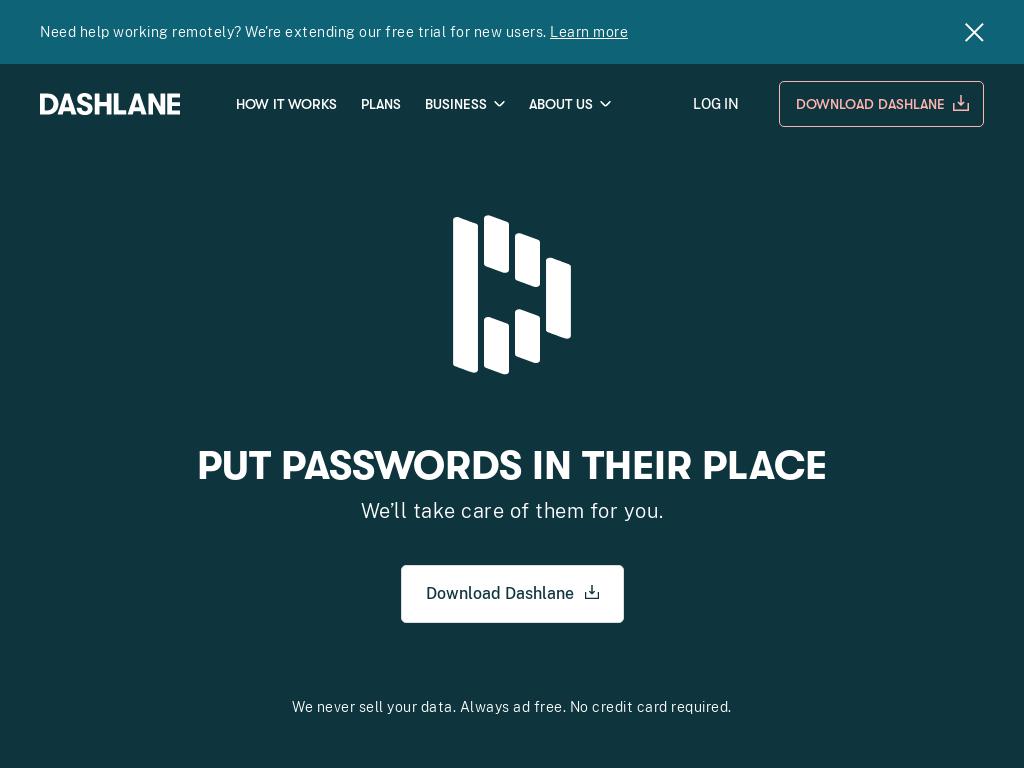 Need help working remotely? We're extending our free trial for new users. Learn more
DASHLANE
HOW IT WORKS
PLANS
BUSINESS
ABOUT US
LOG IN
DOWNLOAD DASHLANE
PUT PASSWORDS IN THEIR PLACE
We’ll take care of them for you.
Download Dashlane
We never sell your data. Always ad free. No credit card required.